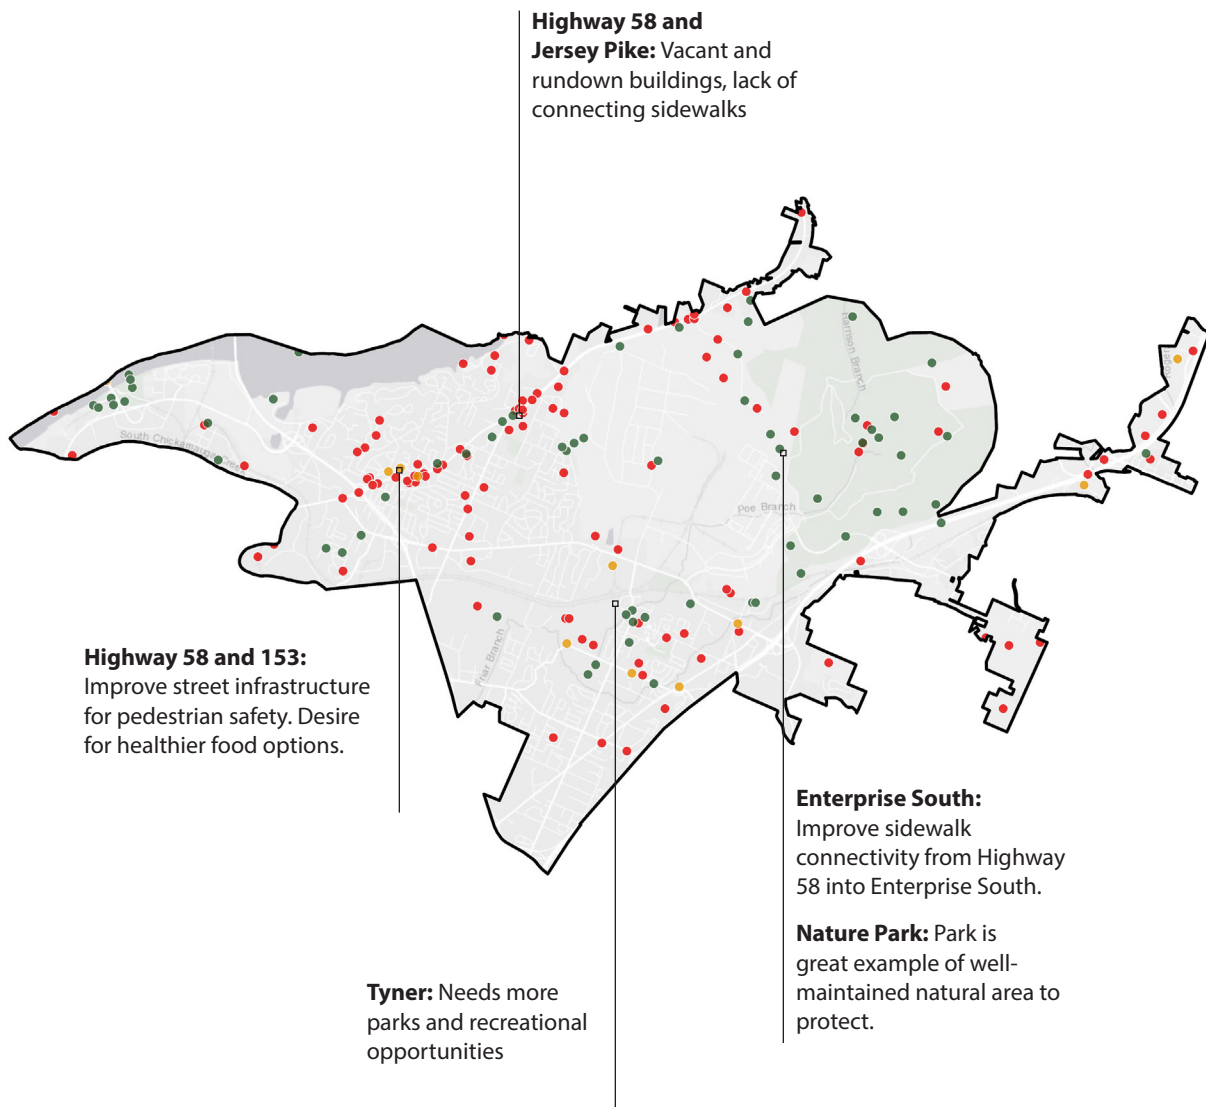 Highway 58 and
Jersey Pike: Vacant and
rundown buildings, lack of
connecting sidewalks
Harrison Branch
South Chickamauga Creek
Poe Branch
Friar Branch
Highway 58 and 153:
Improve street infrastructure
for pedestrian safety. Desire
for healthier food options.
Enterprise South:
Improve sidewalk
connectivity from Highway
58 into Enterprise South.
Nature Park: Park is
great example of well-
maintained natural area to
protect.
Tyner: Needs more
parks and recreational
opportunities